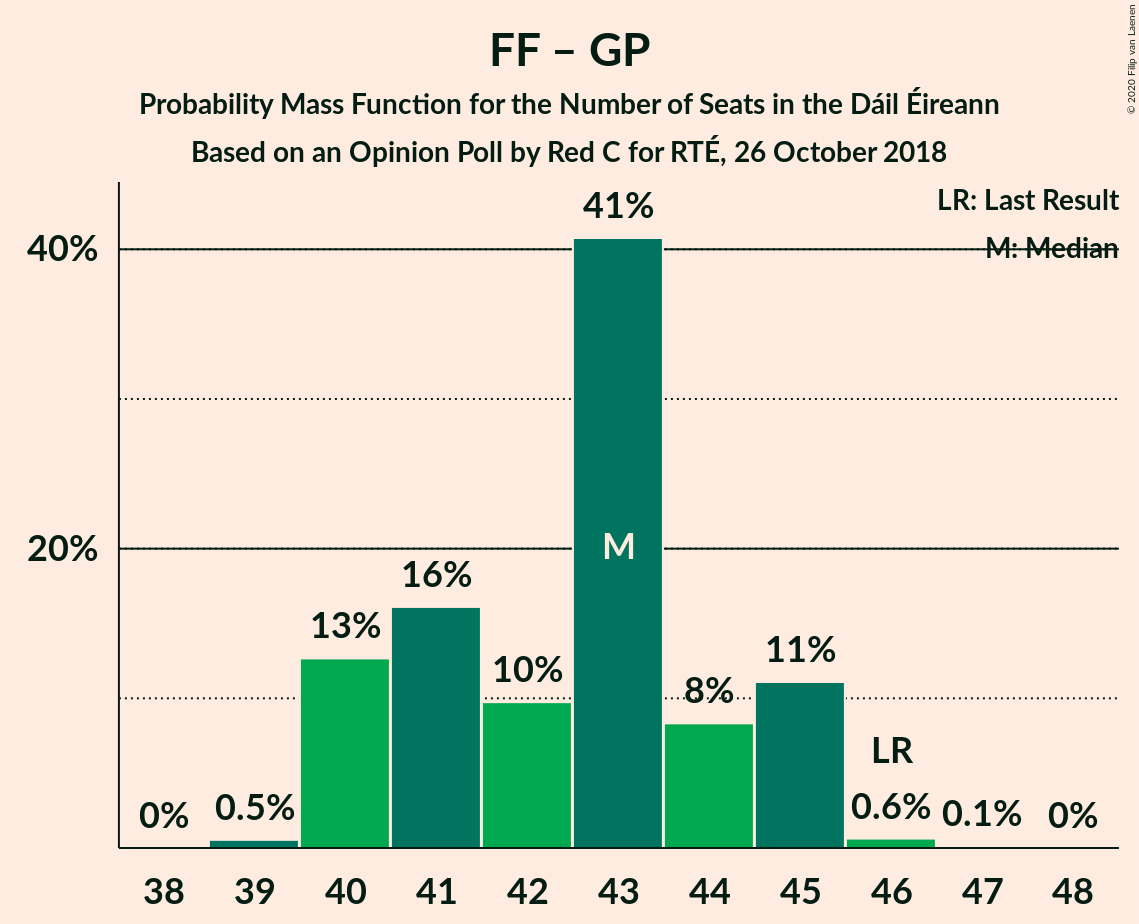 FF – GP
Probability Mass Function for the Number of Seats in the Dáil Éireann
Based on an Opinion Poll by Red C for RTÉ, 26 October 2018
© 2020 Filip van Laenen
LR: Last Result
M: Median
40%
20%
0%
0.5%
13%
16%
10%
41%
M
8%
11%
LR
0.6%
0.1%
0%
38 39 40 41 42 43 44 45 46 47 48